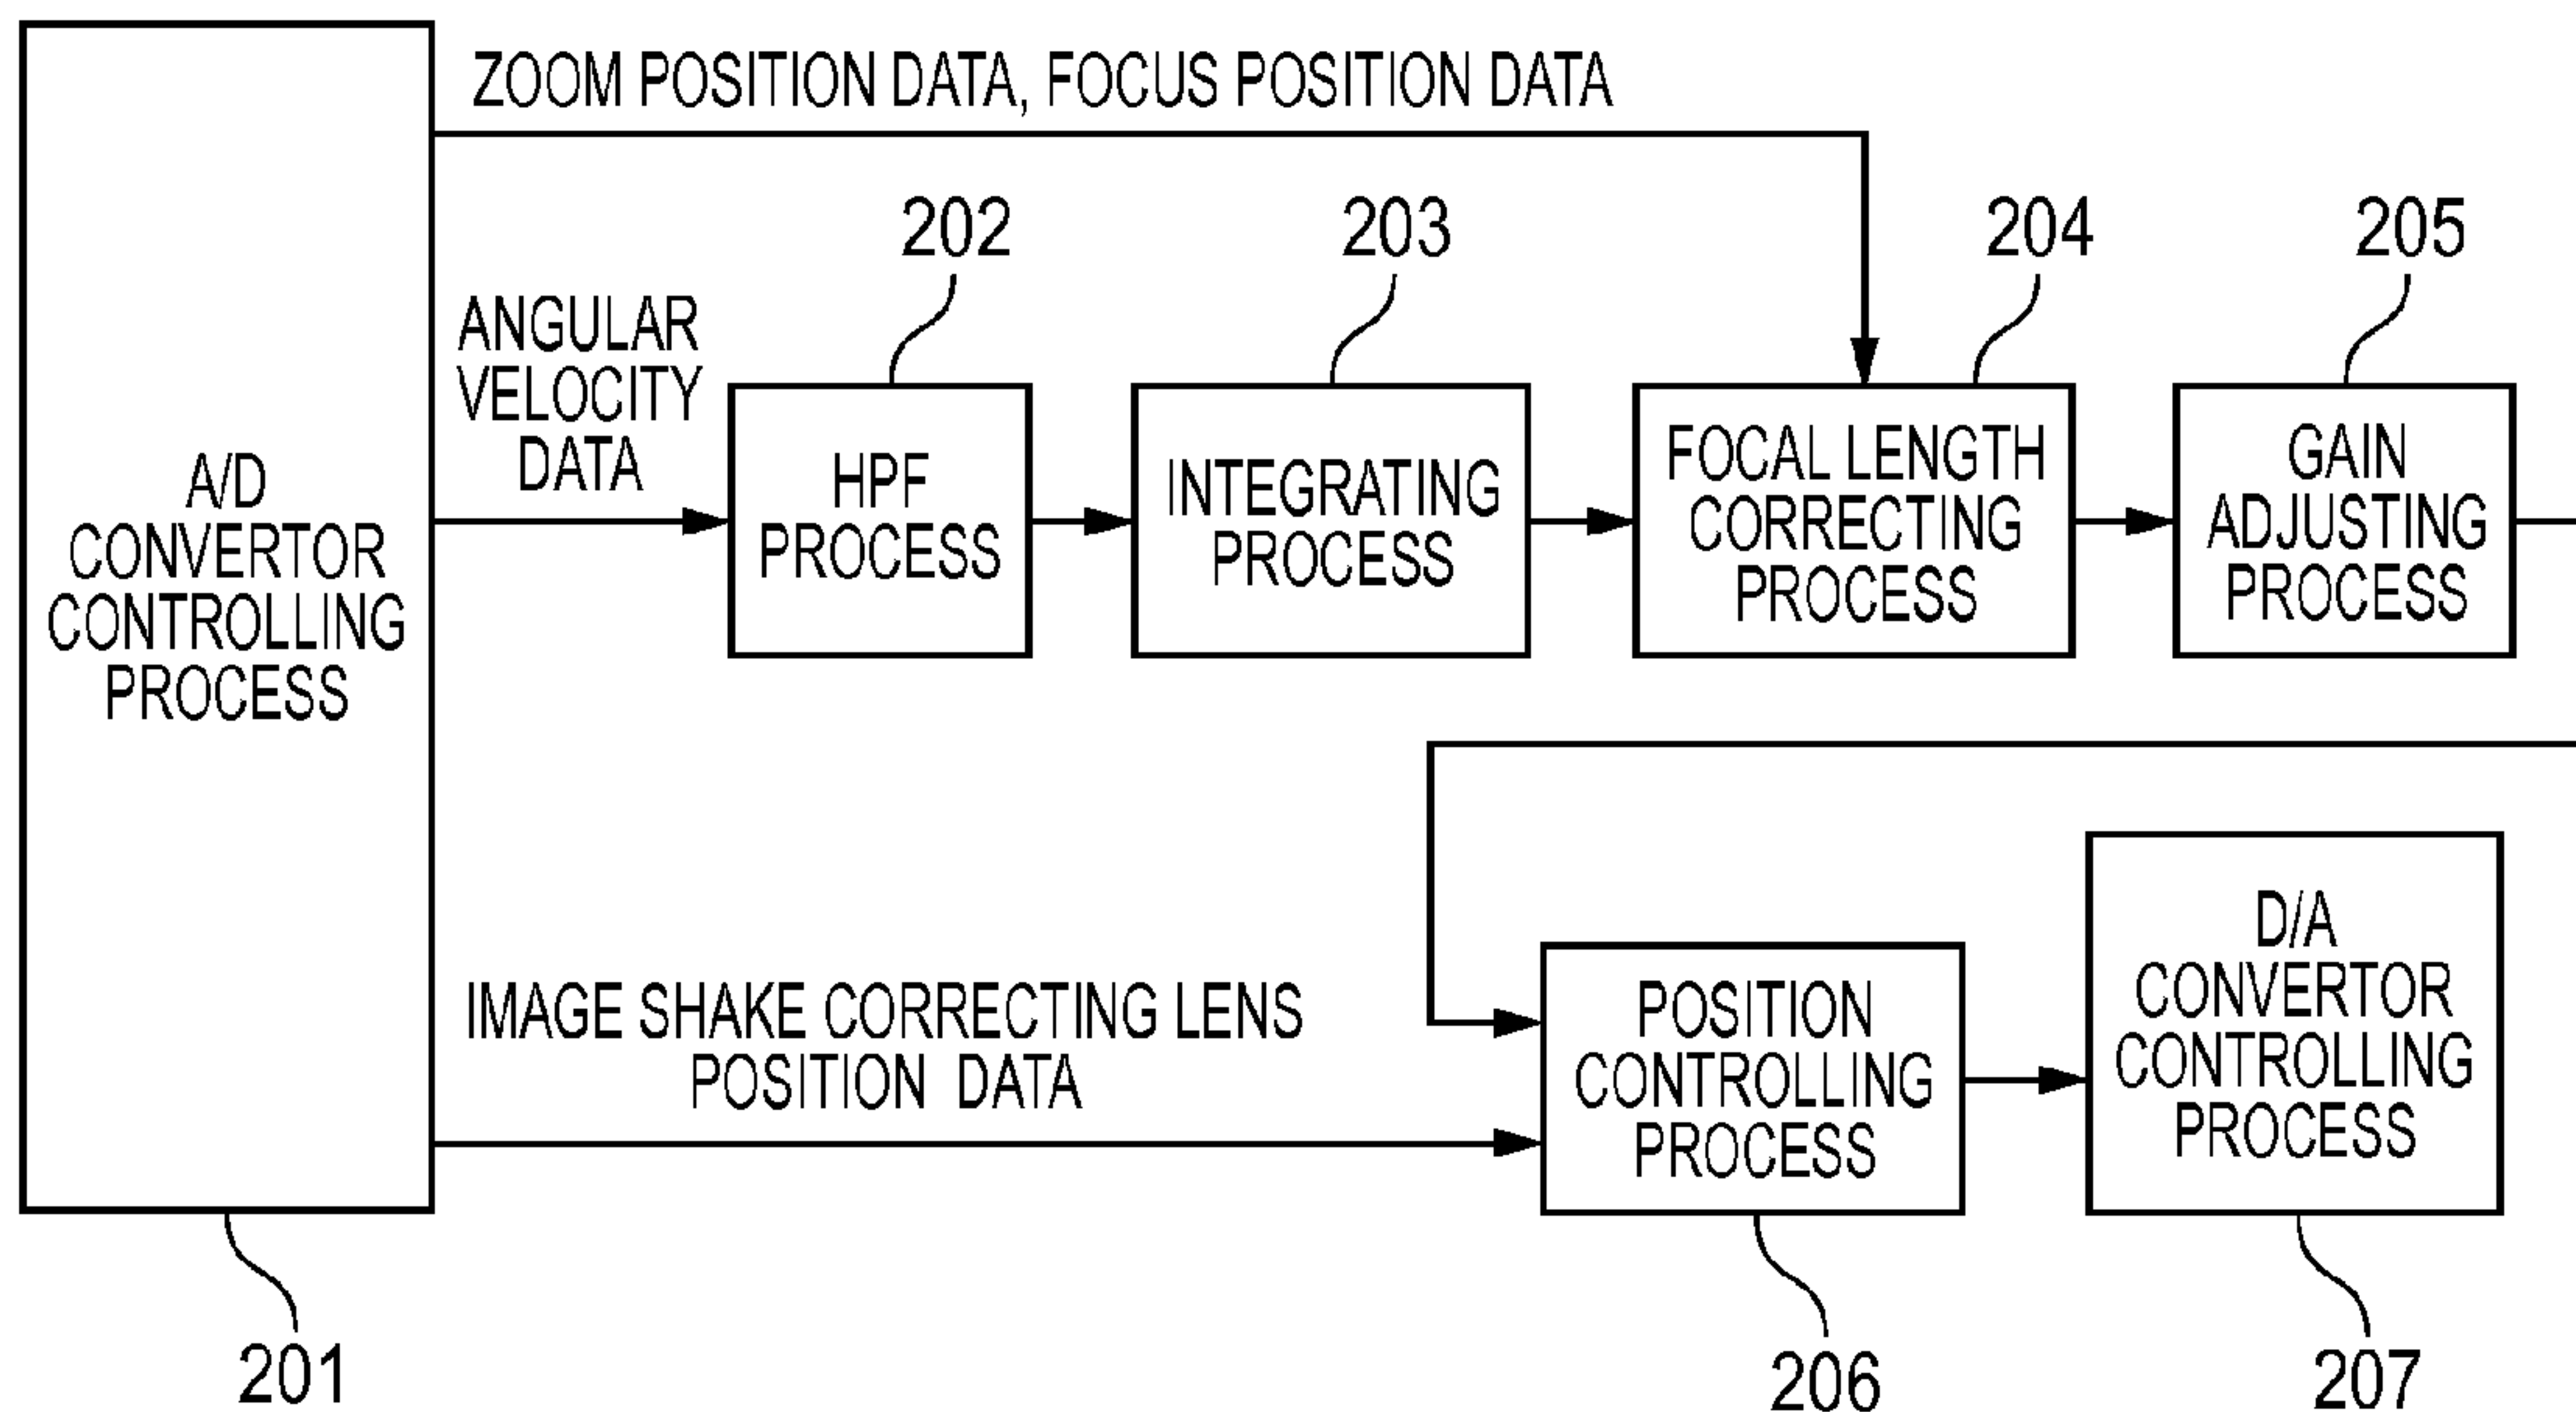 ZOOM POSITION DATA, FOCUS POSITION DATA
202
203
204
205
ANGULAR
VELOCITY
DATA
A/D
CONVERTOR
CONTROLLING
PROCESS
HPF
PROCESS
INTEGRATING
PROCESS
FOCAL LENGTH
CORRECTING
PROCESS
GAIN
ADJUSTING
PROCESS
IMAGE SHAKE CORRECTING LENS
POSITION DATA
POSITION
CONTROLLING
PROCESS
D/A
CONVERTOR
CONTROLLING
PROCESS
201
206
207